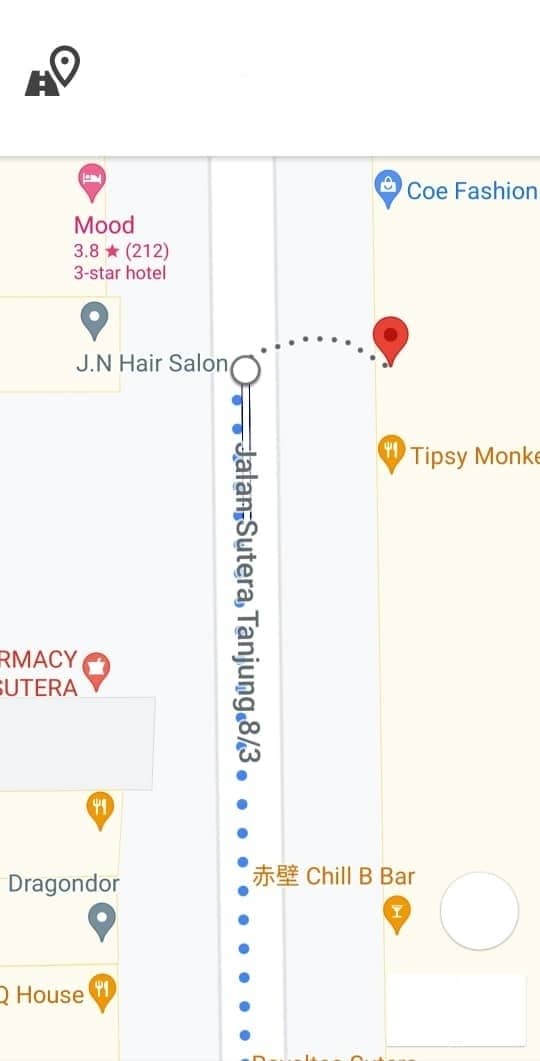 Coe Fashion
Mood
3.8 ★ (212)
3-star hotel
J.N Hair Salon
Tipsy Monke
Jalan Sutera Tanjung 8/3
RMACY
SUTERA
赤壁 Chill B Bar
Dragondor
Q House